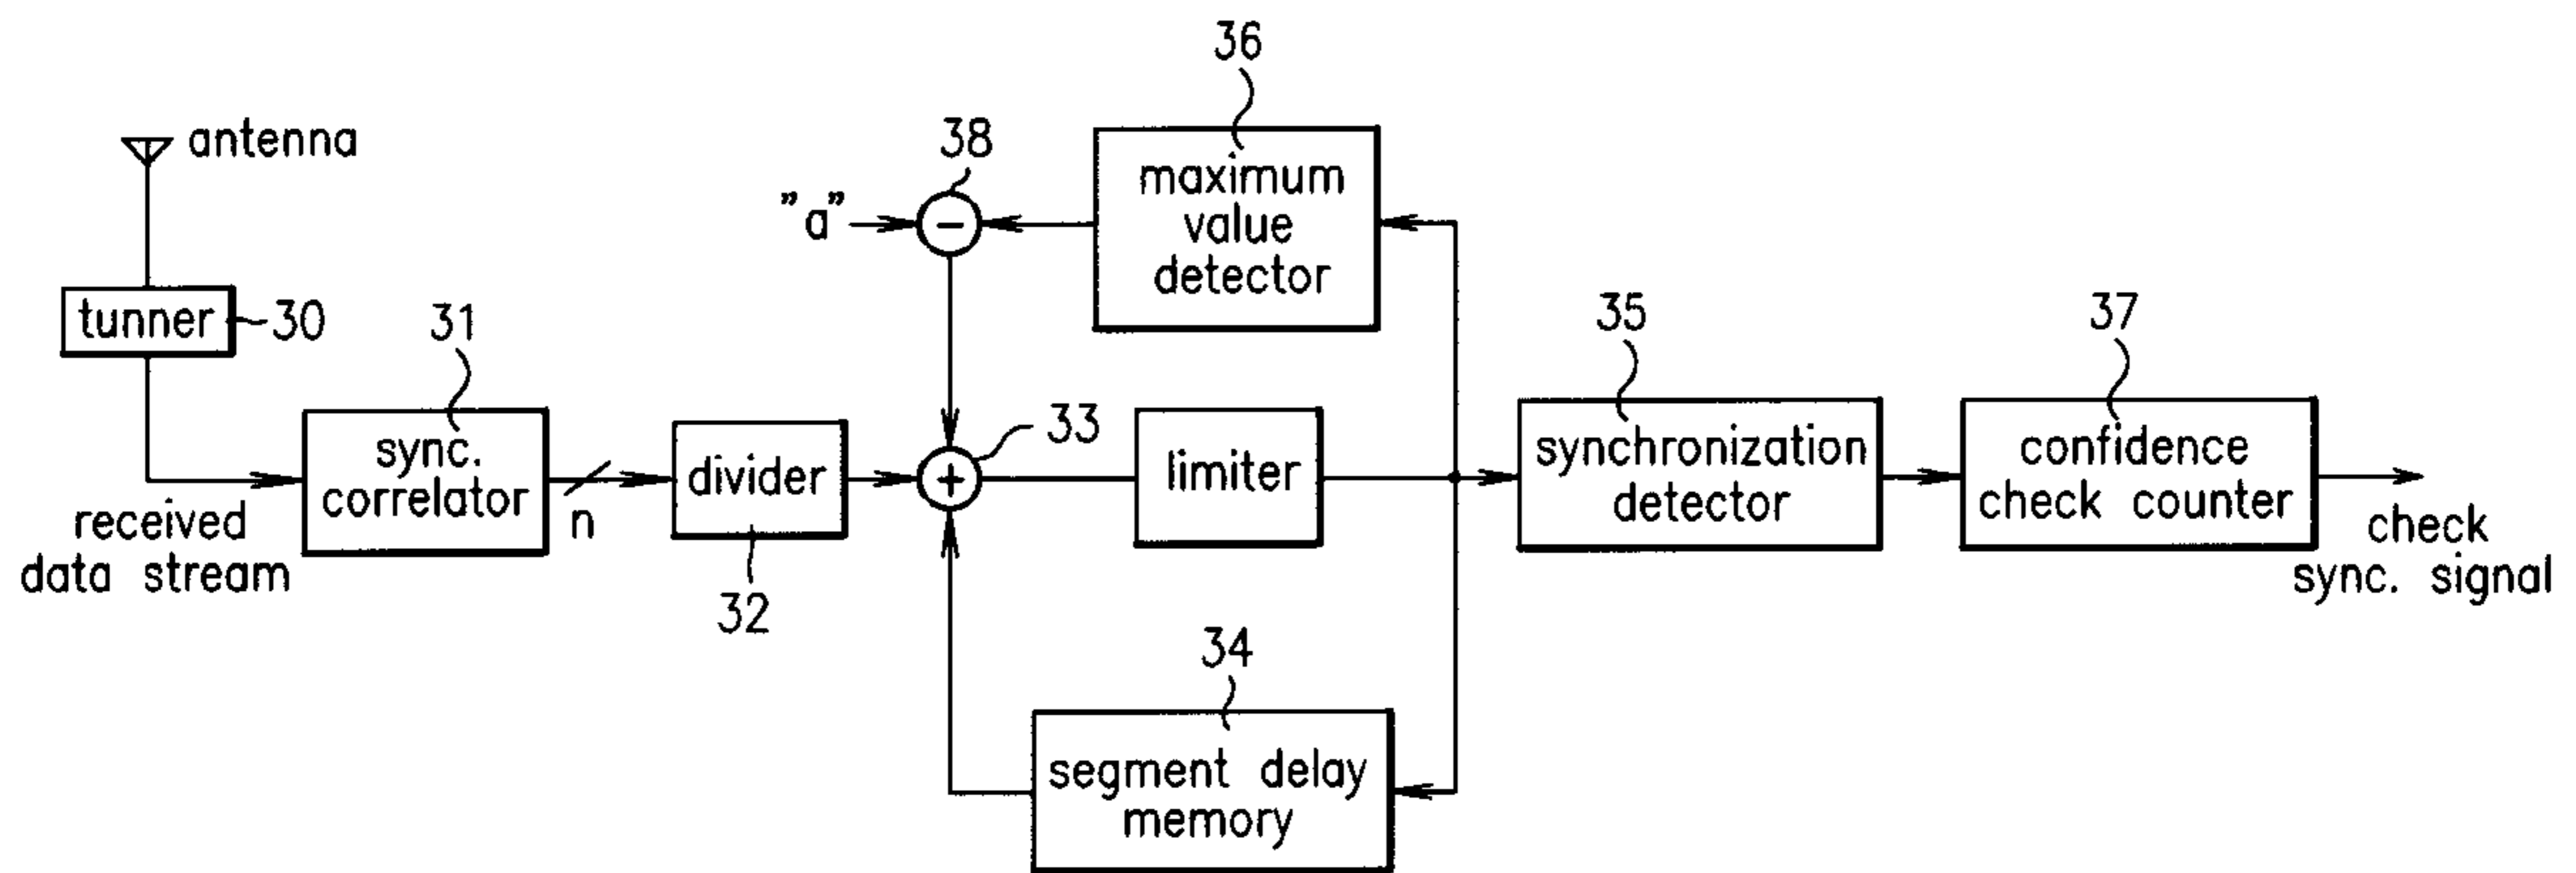 36
antenna
38
maximum
value
detector
"a"
−
tunner
30
31
35
37
sync.
correlator
n
divider
33
+
limiter
synchronization
detector
confidence
check counter
received
data stream
32
check
sync. signal
34
segment delay
memory